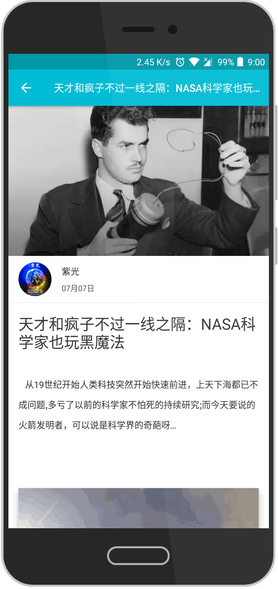 2.45 K/s 99% 9:00
天才和疯子不过一线之隔：NASA科学家也玩...
紫光
07月07日
天才和疯子不过一线之隔：NASA科
学家也玩黑魔法
从19世纪开始人类科技突然开始快速前进，上天下海都已不
成问题,多亏了以前的科学家不怕死的持续研究;而今天要说的
火箭发明者，可以说是科学界的奇葩呀...